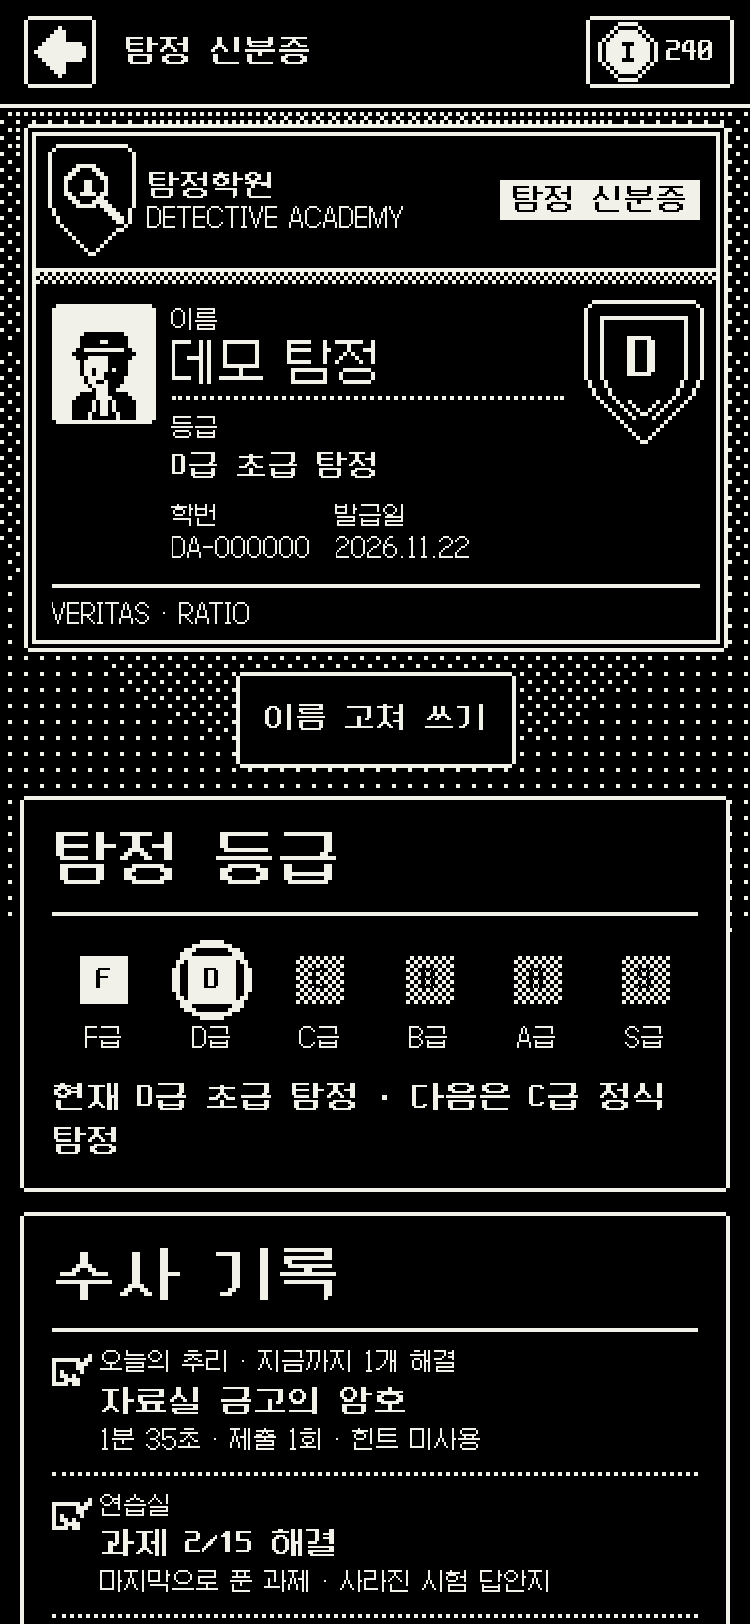 탐정 신분증
I 240
탐정학원
DETECTIVE ACADEMY
탐정 신분증
이름
데모 탐정
D
등급
D급 초급 탐정
학번 발급일
DA-000000 2026.11.22
VERITAS · RATIO
이름 고쳐 쓰기
탐정 등급
F D
F급 D급 C급 B급 A급 S급
현재 D급 초급 탐정 · 다음은 C급 정식
탐정
수사 기록
오늘의 추리 · 지금까지 1개 해결
자료실 금고의 암호
1분 35초 · 제출 1회 · 힌트 미사용
연습실
과제 2/15 해결
마지막으로 푼 과제 · 사라진 시험 답안지